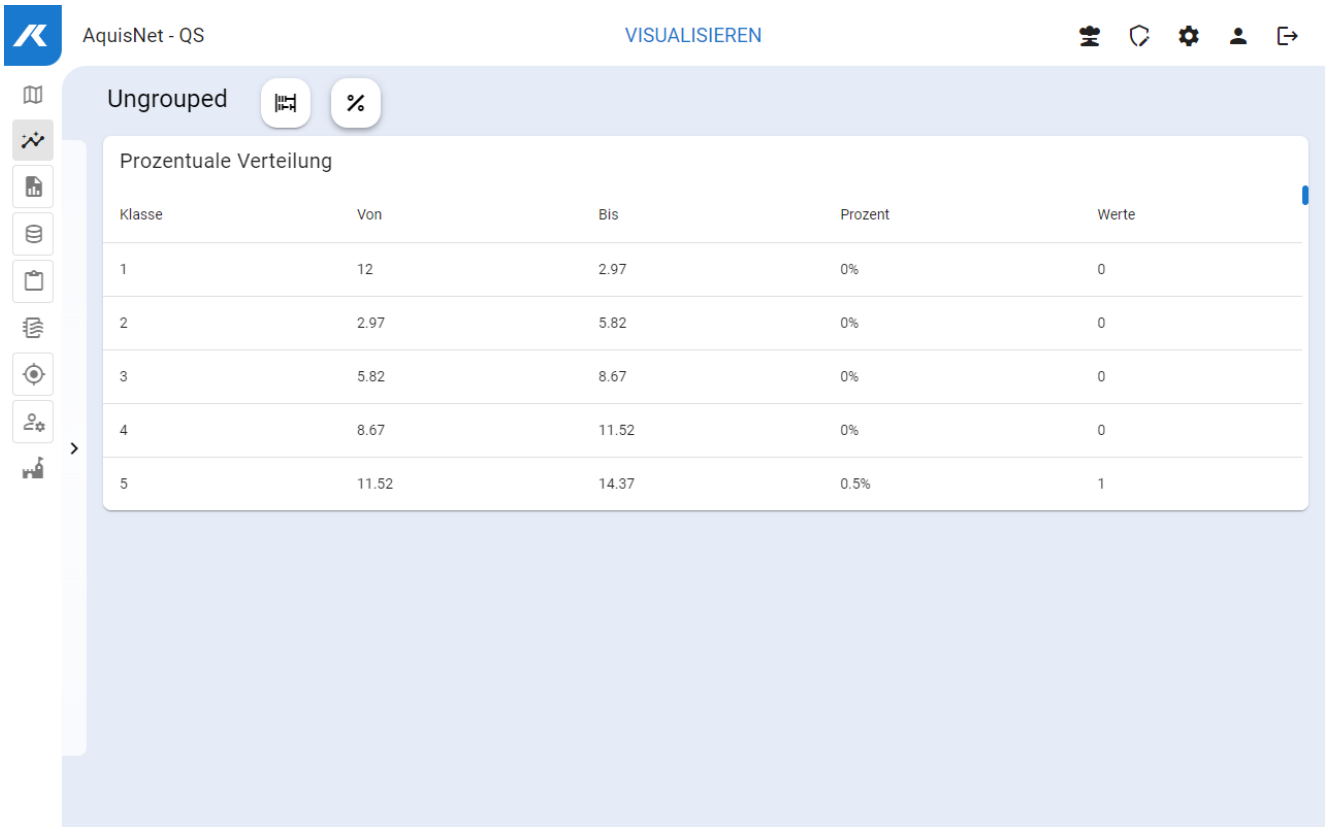 AquisNet - QS VISUALISIEREN
Ungrouped
Prozentuale Verteilung
Klasse Von Bis Prozent Werte
1 12 2.97 0% 0
2 2.97 5.82 0% 0
3 5.82 8.67 0% 0
4 8.67 11.52 0% 0
5 11.52 14.37 0.5% 1